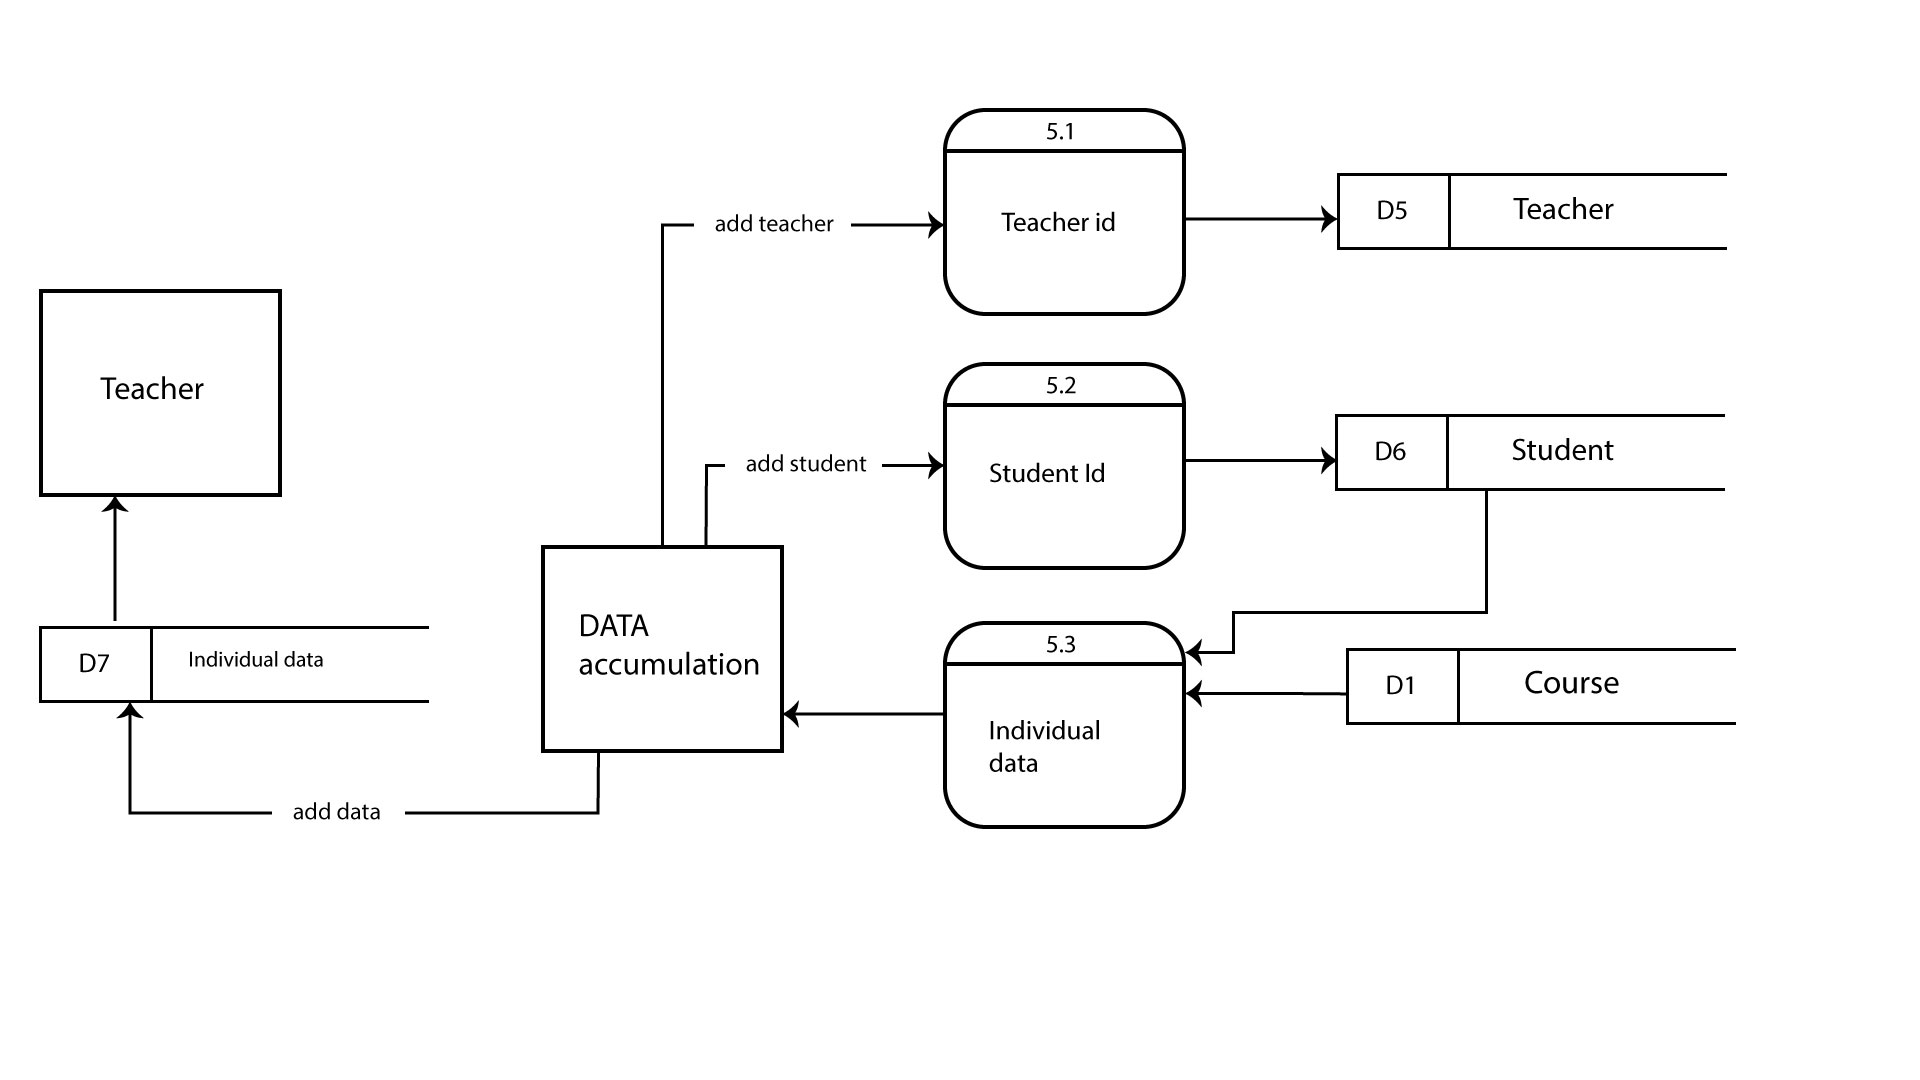 5.1
Teacher id
D5
Teacher
add teacher
Teacher
5.2
Student Id
D6
Student
add student
DATA
accumulation
5.3
Individual
data
D1
Course
D7
Individual data
add data